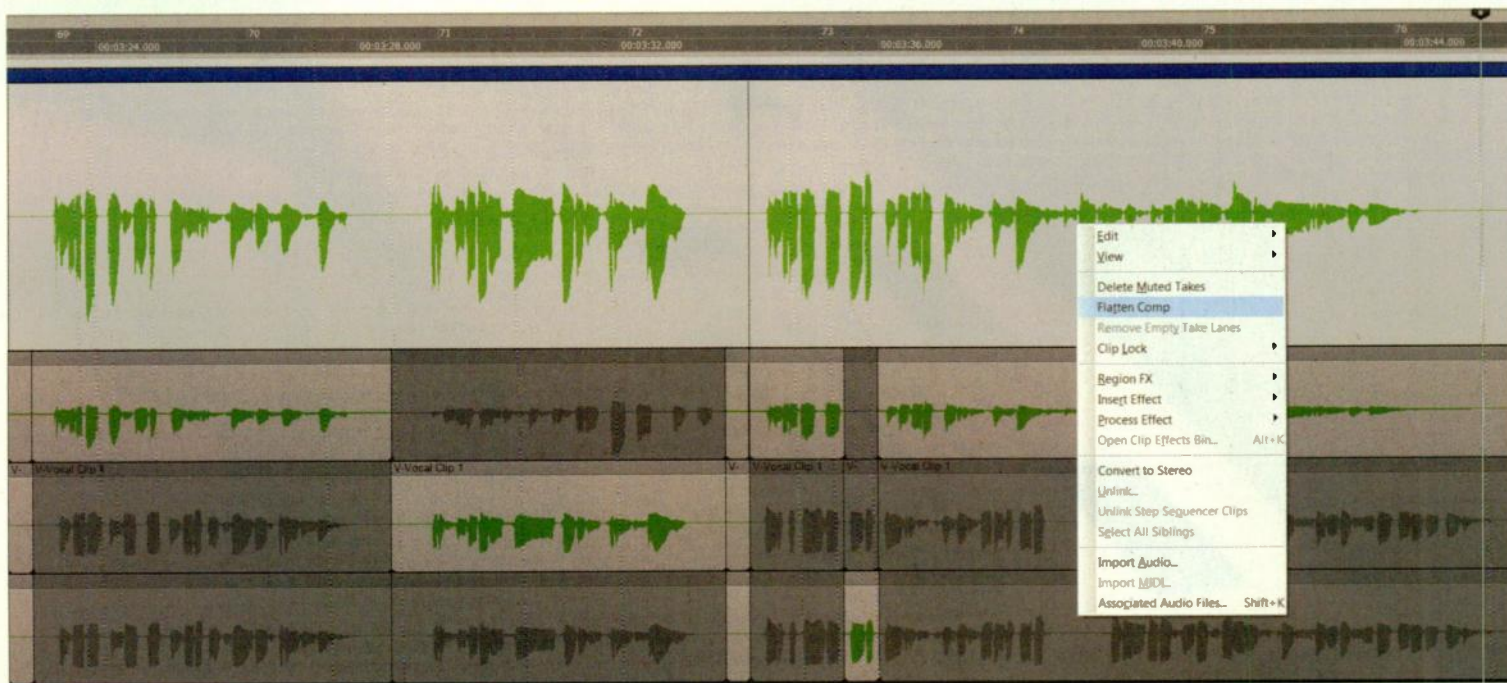 69 70 71 72 73 74 75 76
00:03:24.000 00:03:28.000 00:03:32.000 00:03:36.000 00:03:40.000 00:03:44.000
Edit
View
Delete Muted Takes
Flatten Comp
Remove Empty Take Lanes
Clip Lock
Region FX
Insert Effect
Process Effect
Open Clip Effects Bin... Alt+K
V- V-Vocal Clip 1 V-Vocal Clip 1 V- V-Vocal Clip 1 V- V-Vocal Clip 1
Convert to Stereo
Unlink...
Unlink Step Sequencer Clips
Select All Siblings
Import Audio...
Import MIDI...
Associated Audio Files... Shift+K